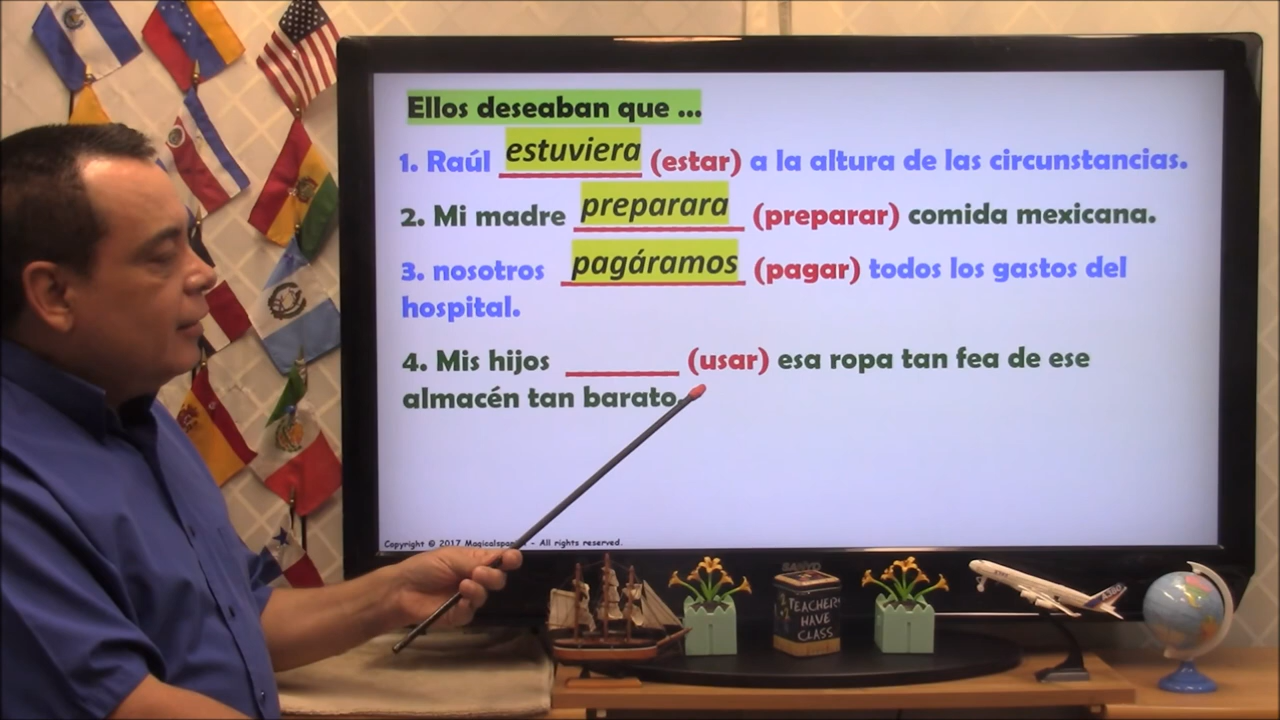 Ellos deseaban que ...
1. Raúl estuviera (estar) a la altura de las circunstancias.
2. Mi madre preparara (preparar) comida mexicana.
3. nosotros pagáramos (pagar) todos los gastos del
hospital.
4. Mis hijos ________ (usar) esa ropa tan fea de ese
almacén tan barato.
Copyright © 2017 - All rights reserved.
SANYO
TEACHERS
HAVE
CLASS
A380